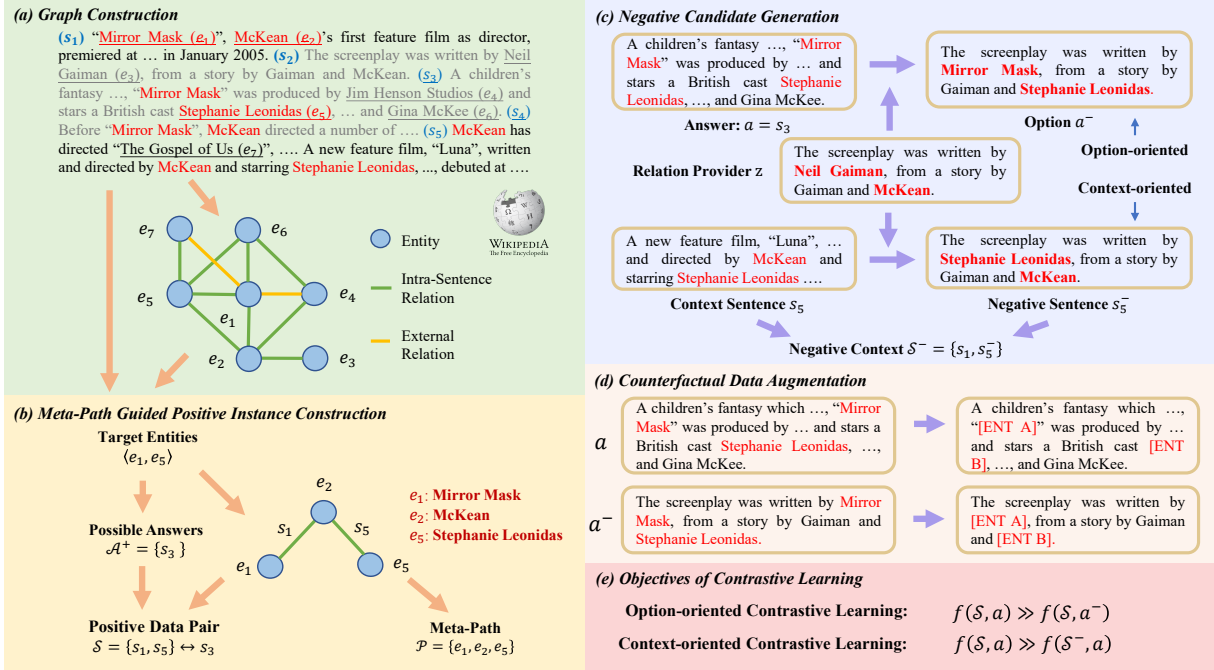 (a) Graph Construction
(s₁) “Mirror Mask (e₁)”, McKean (e₂)’s first feature film as director,
premiered at … in January 2005. (s₂) The screenplay was written by Neil
Gaiman (e₃), from a story by Gaiman and McKean. (s₃) A children’s
fantasy …, “Mirror Mask” was produced by Jim Henson Studios (e₄) and
stars a British cast Stephanie Leonidas (e₅), … and Gina McKee (e₆). (s₄)
Before “Mirror Mask”, McKean directed a number of …. (s₅) McKean has
directed “The Gospel of Us (e₇)”, …. A new feature film, “Luna”, written
and directed by McKean and starring Stephanie Leonidas, ..., debuted at ….
e₇
e₆
e₅
e₁
e₄
e₂
e₃
WIKIPEDIA
The Free Encyclopedia
Entity
Intra-Sentence
Relation
External
Relation
(b) Meta-Path Guided Positive Instance Construction
Target Entities
⟨e₁, e₅⟩
Possible Answers
𝒜⁺ = {s₃ }
Positive Data Pair
𝒮 = {s₁, s₅} ↔ s₃
e₂
s₁
s₅
e₁
e₅
e₁: Mirror Mask
e₂: McKean
e₅: Stephanie Leonidas
Meta-Path
𝒫 = {e₁, e₂, e₅}
(c) Negative Candidate Generation
A children’s fantasy …, “Mirror
Mask” was produced by … and
stars a British cast Stephanie
Leonidas, …, and Gina McKee.
Answer: a = s₃
The screenplay was written by
Mirror Mask, from a story by
Gaiman and Stephanie Leonidas.
Option a⁻
Option-oriented
Relation Provider z
The screenplay was written by
Neil Gaiman, from a story by
Gaiman and McKean.
Context-oriented
A new feature film, “Luna”, …
and directed by McKean and
starring Stephanie Leonidas ….
Context Sentence s₅
The screenplay was written by
Stephanie Leonidas, from a story by
Gaiman and McKean.
Negative Sentence s₅⁻
Negative Context 𝒮⁻ = {s₁, s₅⁻}
(d) Counterfactual Data Augmentation
a
A children’s fantasy which …, “Mirror
Mask” was produced by … and stars a
British cast Stephanie Leonidas, …,
and Gina McKee.
A children’s fantasy which …,
“[ENT A]” was produced by …
and stars a British cast [ENT
B], …, and Gina McKee.
a⁻
The screenplay was written by Mirror
Mask, from a story by Gaiman and
Stephanie Leonidas.
The screenplay was written by
[ENT A], from a story by Gaiman
and [ENT B].
(e) Objectives of Contrastive Learning
Option-oriented Contrastive Learning: f(𝒮, a) ≫ f(𝒮, a⁻)
Context-oriented Contrastive Learning: f(𝒮, a) ≫ f(𝒮⁻, a)